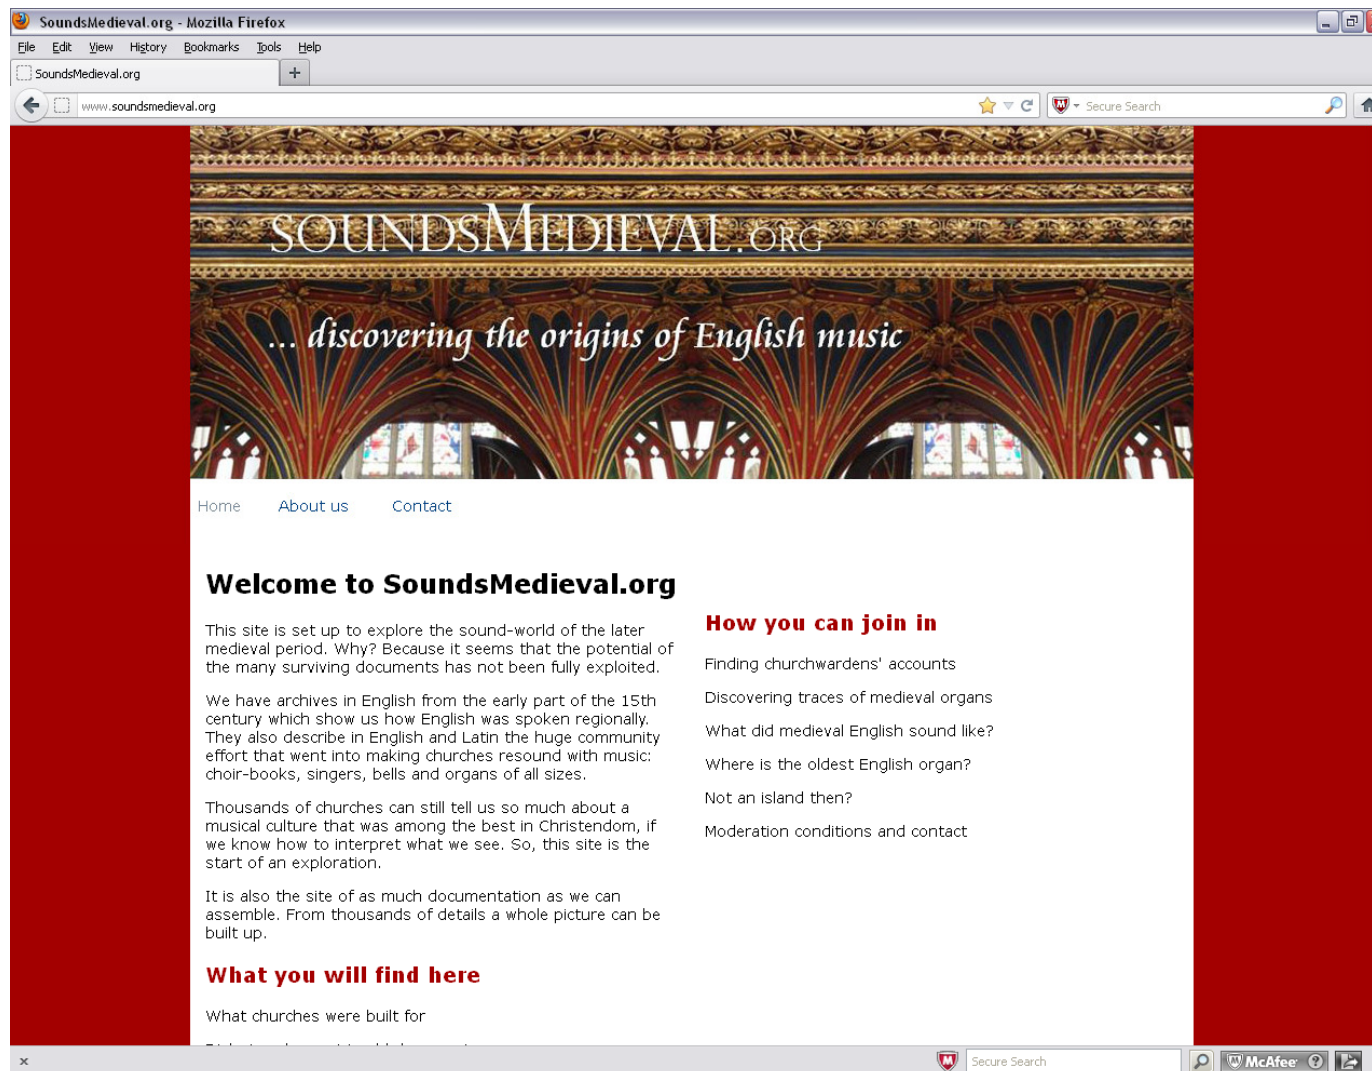 SoundsMedieval.org - Mozilla Firefox
File Edit View History Bookmarks Tools Help
SoundsMedieval.org
www.soundsmedieval.org
Secure Search
SOUNDSMEDIEVAL.ORG
... discovering the origins of English music
Home About us Contact
Welcome to SoundsMedieval.org
This site is set up to explore the sound-world of the later
medieval period. Why? Because it seems that the potential of
the many surviving documents has not been fully exploited.
We have archives in English from the early part of the 15th
century which show us how English was spoken regionally.
They also describe in English and Latin the huge community
effort that went into making churches resound with music:
choir-books, singers, bells and organs of all sizes.
Thousands of churches can still tell us so much about a
musical culture that was among the best in Christendom, if
we know how to interpret what we see. So, this site is the
start of an exploration.
It is also the site of as much documentation as we can
assemble. From thousands of details a whole picture can be
built up.
What you will find here
What churches were built for
How you can join in
Finding churchwardens' accounts
Discovering traces of medieval organs
What did medieval English sound like?
Where is the oldest English organ?
Not an island then?
Moderation conditions and contact
Secure Search
McAfee